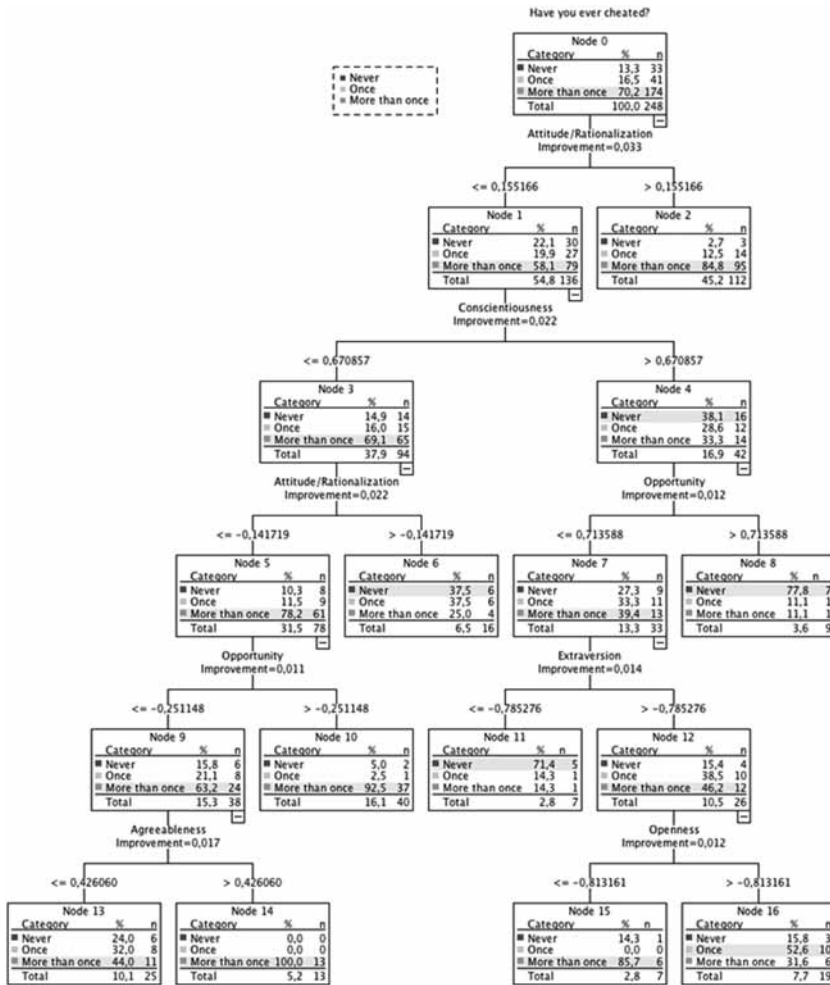 Have you ever cheated?
Never
Once
More than once
Node 0
Category % n
Never 13,3 33
Once 16,5 41
More than once 70,2 174
Total 100,0 248
Attitude/Rationalization
Improvement=0,033
<= 0,155166 > 0,155166
Node 1
Category % n
Never 22,1 30
Once 19,9 27
More than once 58,1 79
Total 54,8 136
Node 2
Category % n
Never 2,7 3
Once 12,5 14
More than once 84,8 95
Total 45,2 112
Conscientiousness
Improvement=0,022
<= 0,670857 > 0,670857
Node 3
Category % n
Never 14,9 14
Once 16,0 15
More than once 69,1 65
Total 37,9 94
Node 4
Category % n
Never 38,1 16
Once 28,6 12
More than once 33,3 14
Total 16,9 42
Attitude/Rationalization
Improvement=0,022
Opportunity
Improvement=0,012
<= -0,141719 > -0,141719 <= 0,713588 > 0,713588
Node 5
Category % n
Never 10,3 8
Once 11,5 9
More than once 78,2 61
Total 31,5 78
Node 6
Category % n
Never 37,5 6
Once 37,5 6
More than once 25,0 4
Total 6,5 16
Node 7
Category % n
Never 27,3 9
Once 33,3 11
More than once 39,4 13
Total 13,3 33
Node 8
Category % n
Never 77,8 7
Once 11,1 1
More than once 11,1 1
Total 3,6 9
Opportunity
Improvement=0,011
Extraversion
Improvement=0,014
<= -0,251148 > -0,251148 <= -0,785276 > -0,785276
Node 9
Category % n
Never 15,8 6
Once 21,1 8
More than once 63,2 24
Total 15,3 38
Node 10
Category % n
Never 5,0 2
Once 2,5 1
More than once 92,5 37
Total 16,1 40
Node 11
Category % n
Never 71,4 5
Once 14,3 1
More than once 14,3 1
Total 2,8 7
Node 12
Category % n
Never 15,4 4
Once 38,5 10
More than once 46,2 12
Total 10,5 26
Agreeableness
Improvement=0,017
Openness
Improvement=0,012
<= 0,426060 > 0,426060 <= -0,813161 > -0,813161
Node 13
Category % n
Never 24,0 6
Once 32,0 8
More than once 44,0 11
Total 10,1 25
Node 14
Category % n
Never 0,0 0
Once 0,0 0
More than once 100,0 13
Total 5,2 13
Node 15
Category % n
Never 14,3 1
Once 0,0 0
More than once 85,7 6
Total 2,8 7
Node 16
Category % n
Never 15,8 3
Once 52,6 10
More than once 31,6 6
Total 7,7 19